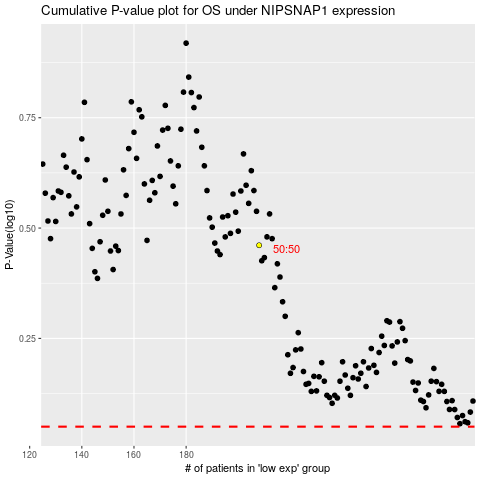 Cumulative P-value plot for OS under NIPSNAP1 expression
P-Value(log10)
0.75
0.50
0.25
50:50
120
140
160
180
# of patients in 'low exp' group